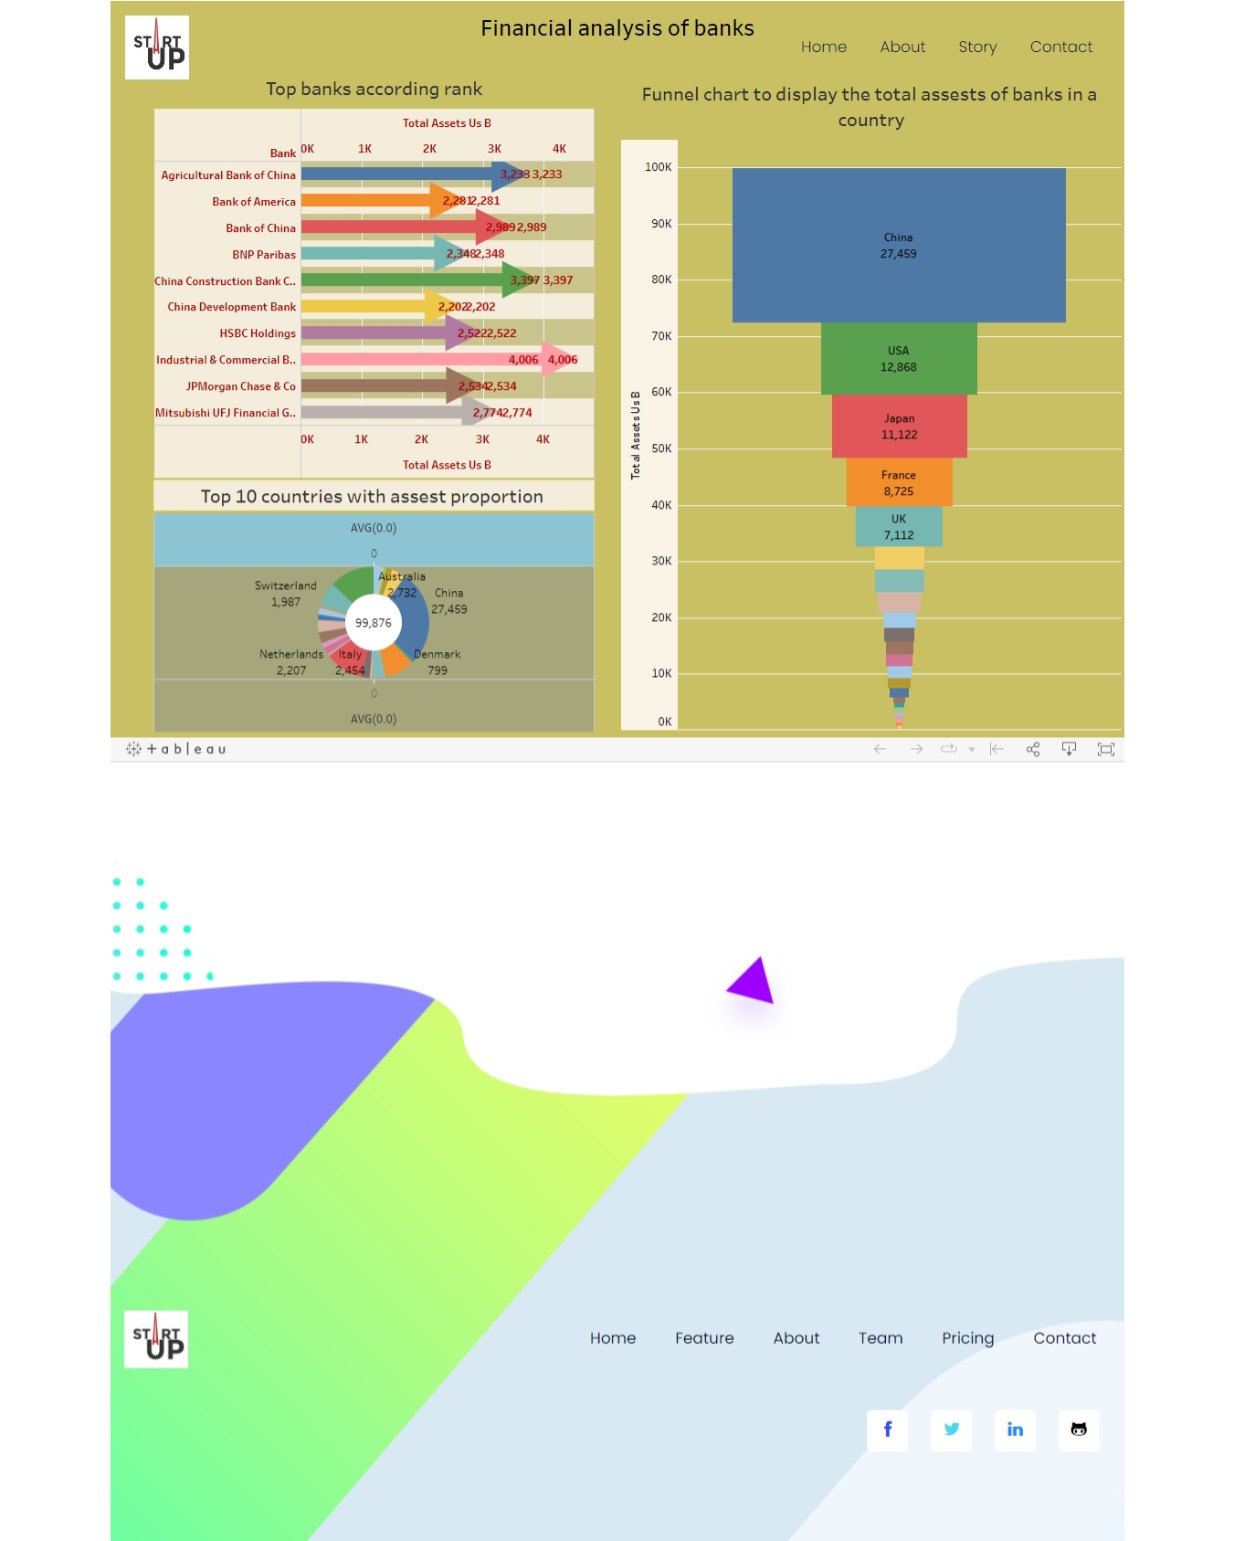 START
UP
Financial analysis of banks
Home About Story Contact
Top banks according rank
Total Assets Us B
Bank 0K 1K 2K 3K 4K
Agricultural Bank of China 3,233 3,233
Bank of America 2,281 2,281
Bank of China 2,989 2,989
BNP Paribas 2,348 2,348
China Construction Bank C.. 3,397 3,397
China Development Bank 2,202 2,202
HSBC Holdings 2,522 2,522
Industrial & Commercial B.. 4,006 4,006
JPMorgan Chase & Co 2,534 2,534
Mitsubishi UFJ Financial G.. 2,774 2,774
0K 1K 2K 3K 4K
Total Assets Us B
Top 10 countries with assest proportion
AVG(0.0)
0
Australia
2,732
Switzerland
1,987
China
27,459
99,876
Netherlands
2,207
Italy
2,454
Denmark
799
0
AVG(0.0)
Funnel chart to display the total assests of banks in a
country
Total Assets Us B
100K
90K
80K
70K
60K
50K
40K
30K
20K
10K
0K
China
27,459
USA
12,868
Japan
11,122
France
8,725
UK
7,112
+ a b l e a u
START
UP
Home Feature About Team Pricing Contact
f in